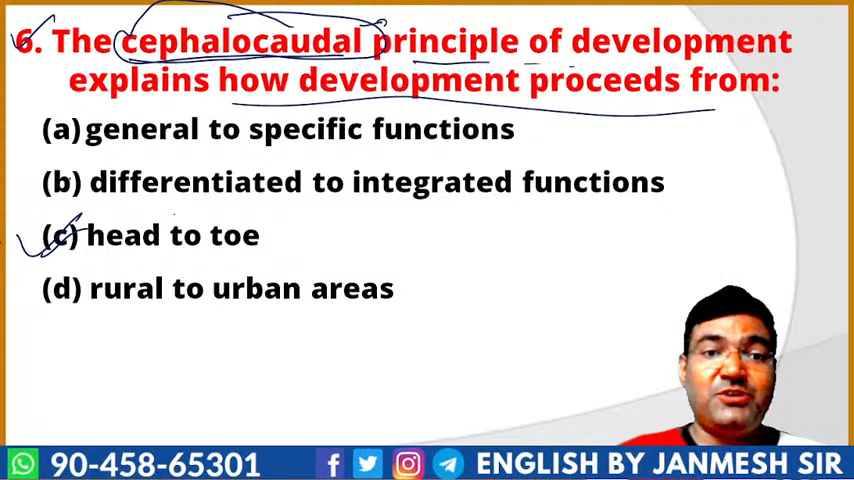 6. The cephalocaudal principle of development
explains how development proceeds from:
(a) general to specific functions
(b) differentiated to integrated functions
(c) head to toe
(d) rural to urban areas
90-458-65301 ENGLISH BY JANMESH SIR